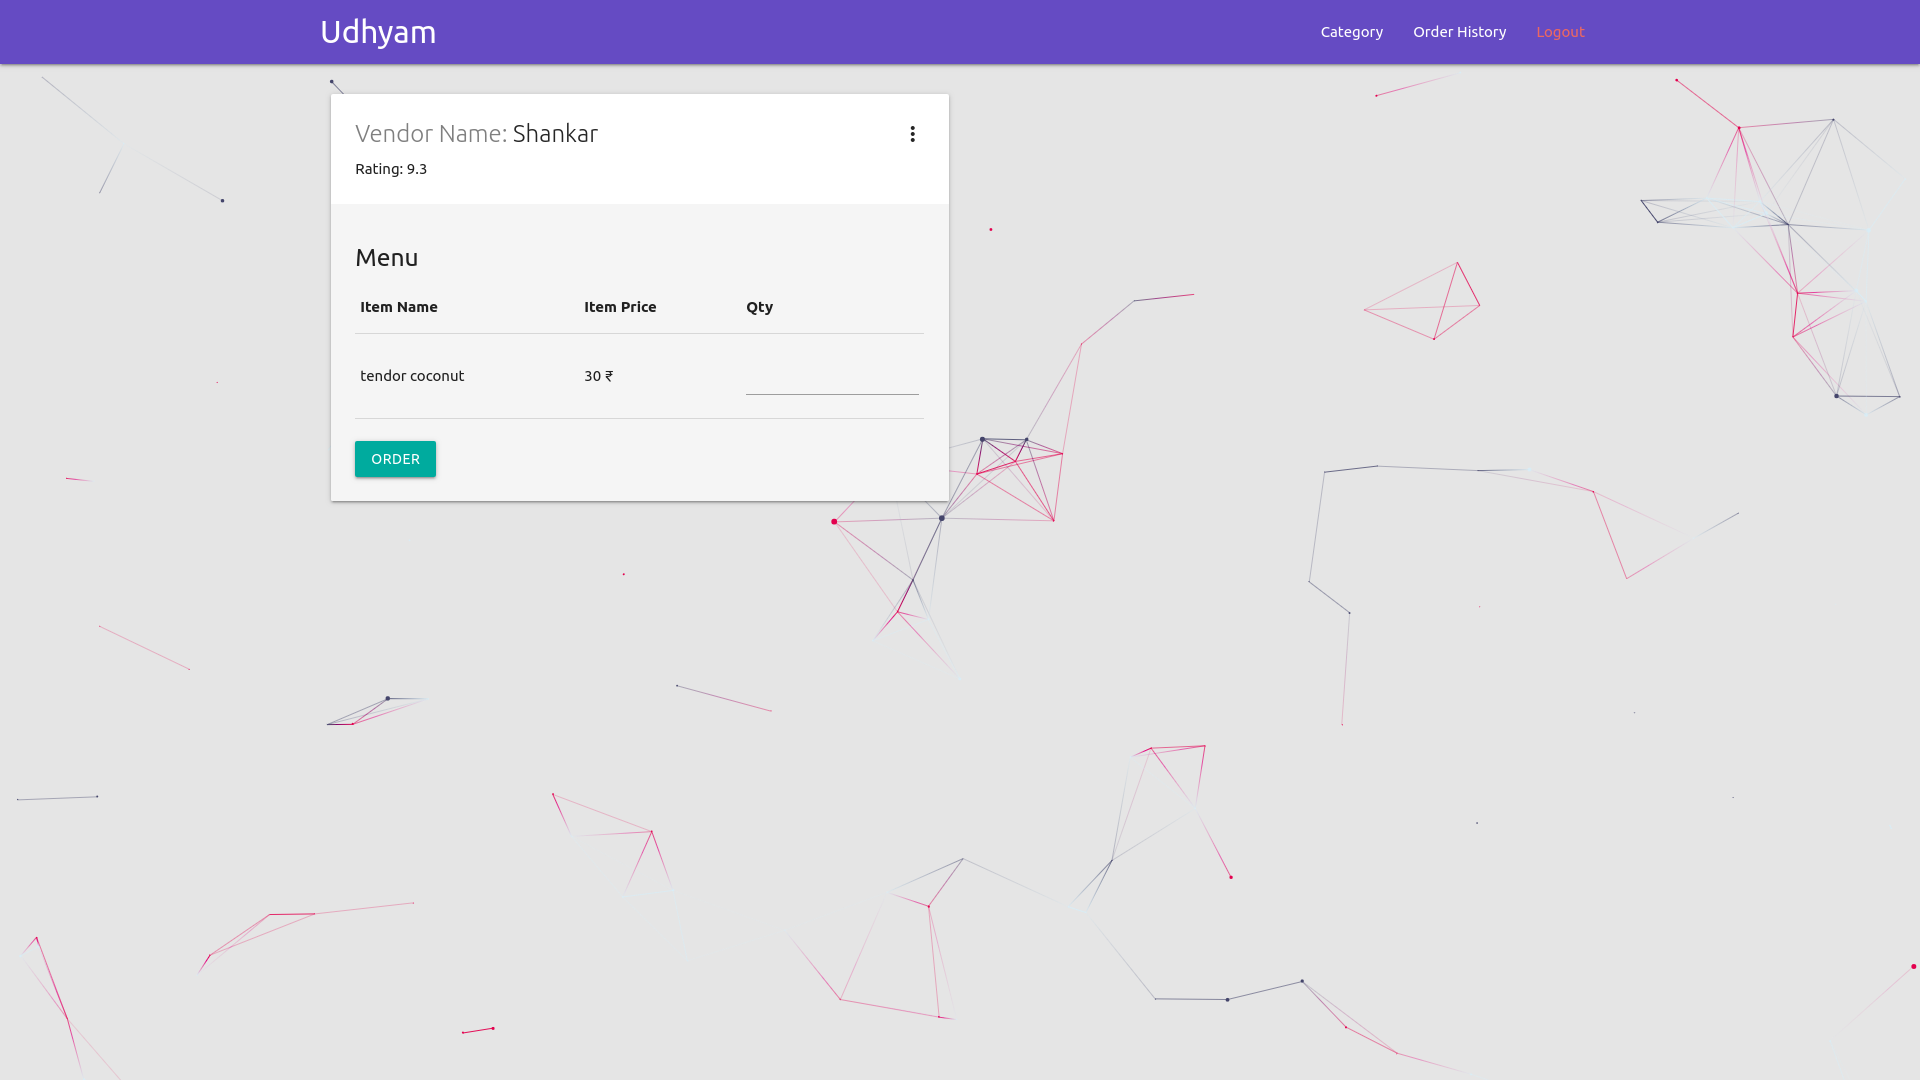 Udhyam
Category Order History Logout
Vendor Name: Shankar
Rating: 9.3
Menu
Item Name Item Price Qty
tendor coconut 30 ₹
ORDER